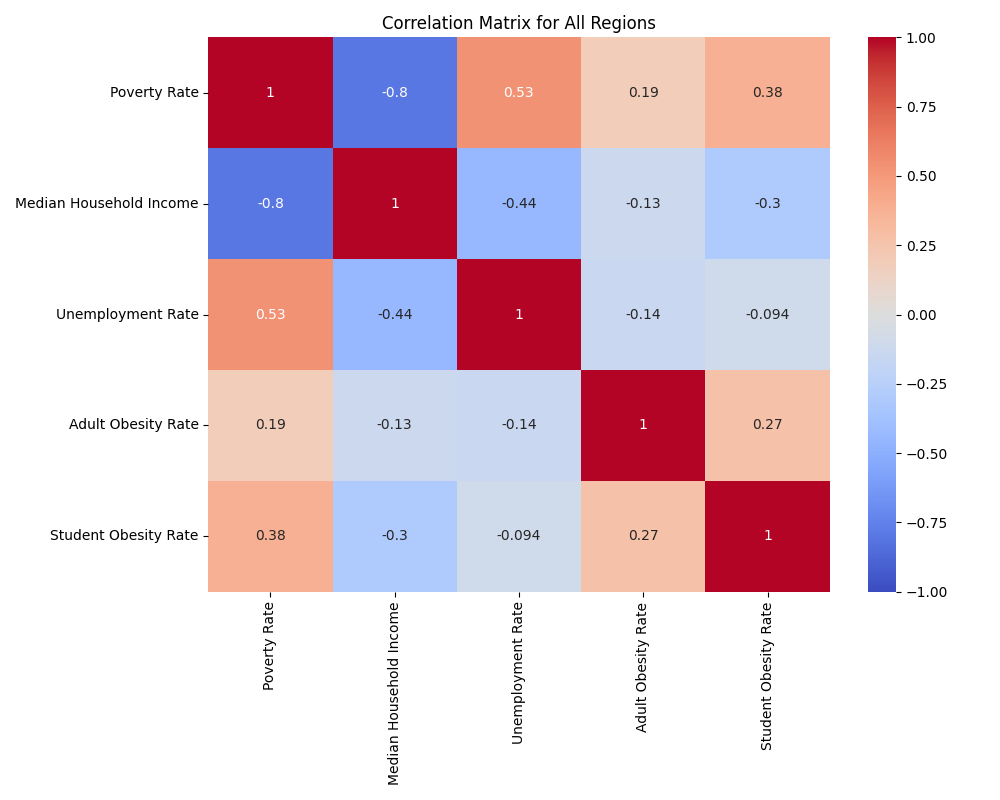 Correlation Matrix for All Regions
Poverty Rate 1 -0.8 0.53 0.19 0.38
Median Household Income -0.8 1 -0.44 -0.13 -0.3
Unemployment Rate 0.53 -0.44 1 -0.14 -0.094
Adult Obesity Rate 0.19 -0.13 -0.14 1 0.27
Student Obesity Rate 0.38 -0.3 -0.094 0.27 1
Poverty Rate
Median Household Income
Unemployment Rate
Adult Obesity Rate
Student Obesity Rate
1.00
0.75
0.50
0.25
0.00
−0.25
−0.50
−0.75
−1.00